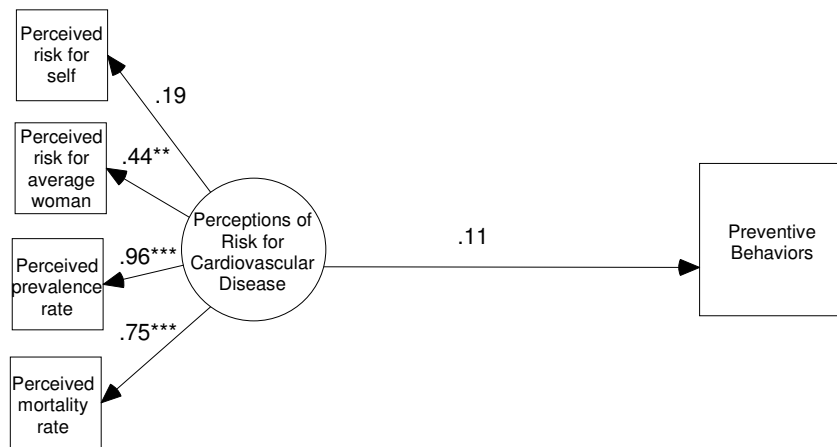 Perceived
risk for
self
.19
Perceived
risk for
average
woman
.44**
Perceptions of
Risk for
Cardiovascular
Disease
.11
Preventive
Behaviors
Perceived
prevalence
rate
.96***
.75***
Perceived
mortality
rate